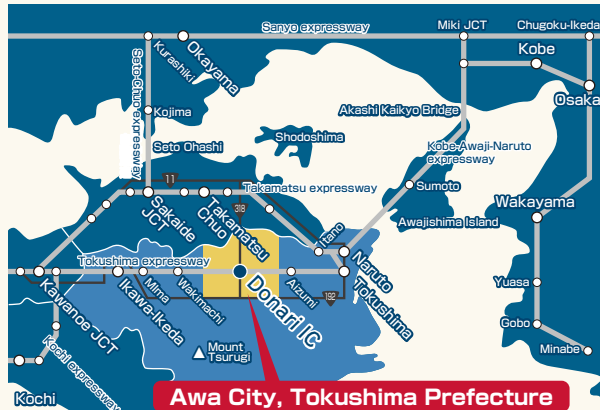 Sanyo expressway
Miki JCT
Chugoku-Ikeda
Kurashiki
Okayama
Kobe
Osaka
Seto-Chuo expressway
Kojima
Akashi Kaikyo Bridge
Seto Ohashi
Shodoshima
Kobe-Awaji-Naruto
expressway
11
Takamatsu expressway
Sumoto
Sakaide
JCT
Takamatsu
Chuo
318
Wakayama
Awajishima Island
Itano
Naruto
Tokushima expressway
Tokushima
Kawanoe JCT
Ikawa-Ikeda
Mima
Wakimachi
Donari IC
Aizumi
192
Yuasa
Gobo
Minabe
Mount
Tsurugi
Kochi expressway
Kochi
Awa City, Tokushima Prefecture